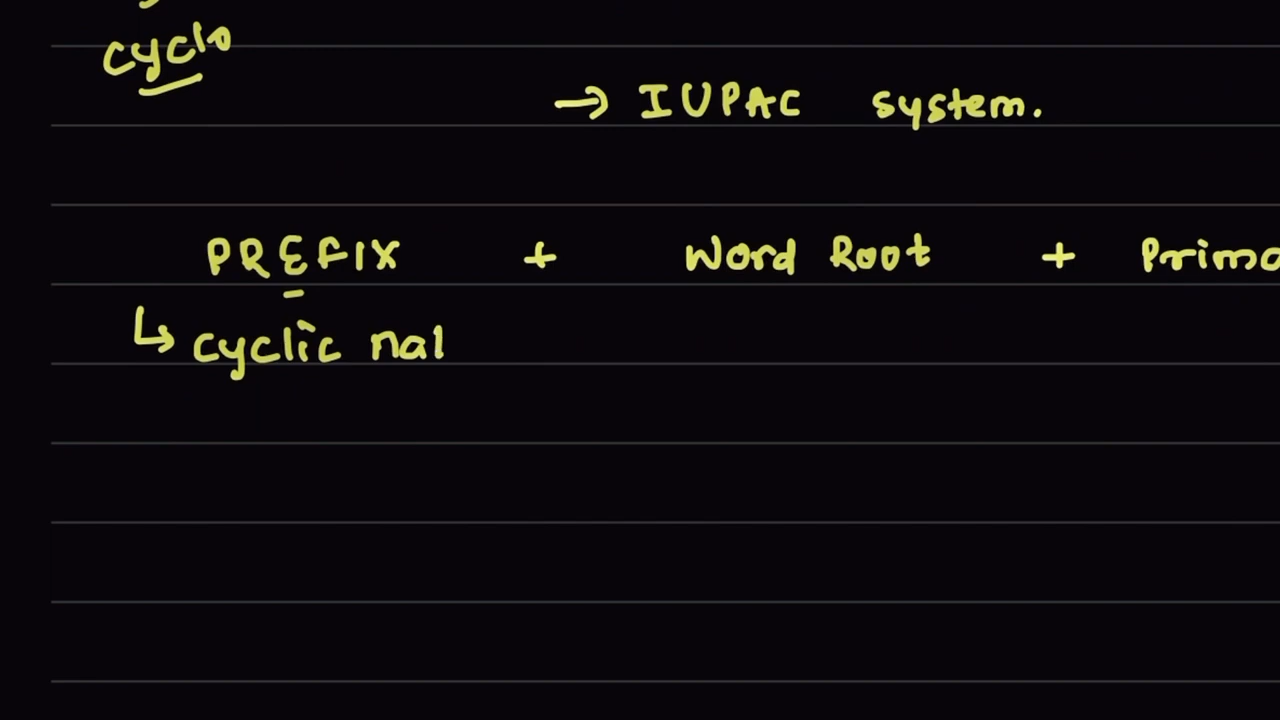 cyclo
→ IUPAC system.
PREFIX + Word Root + Prima
↳ cyclic nal